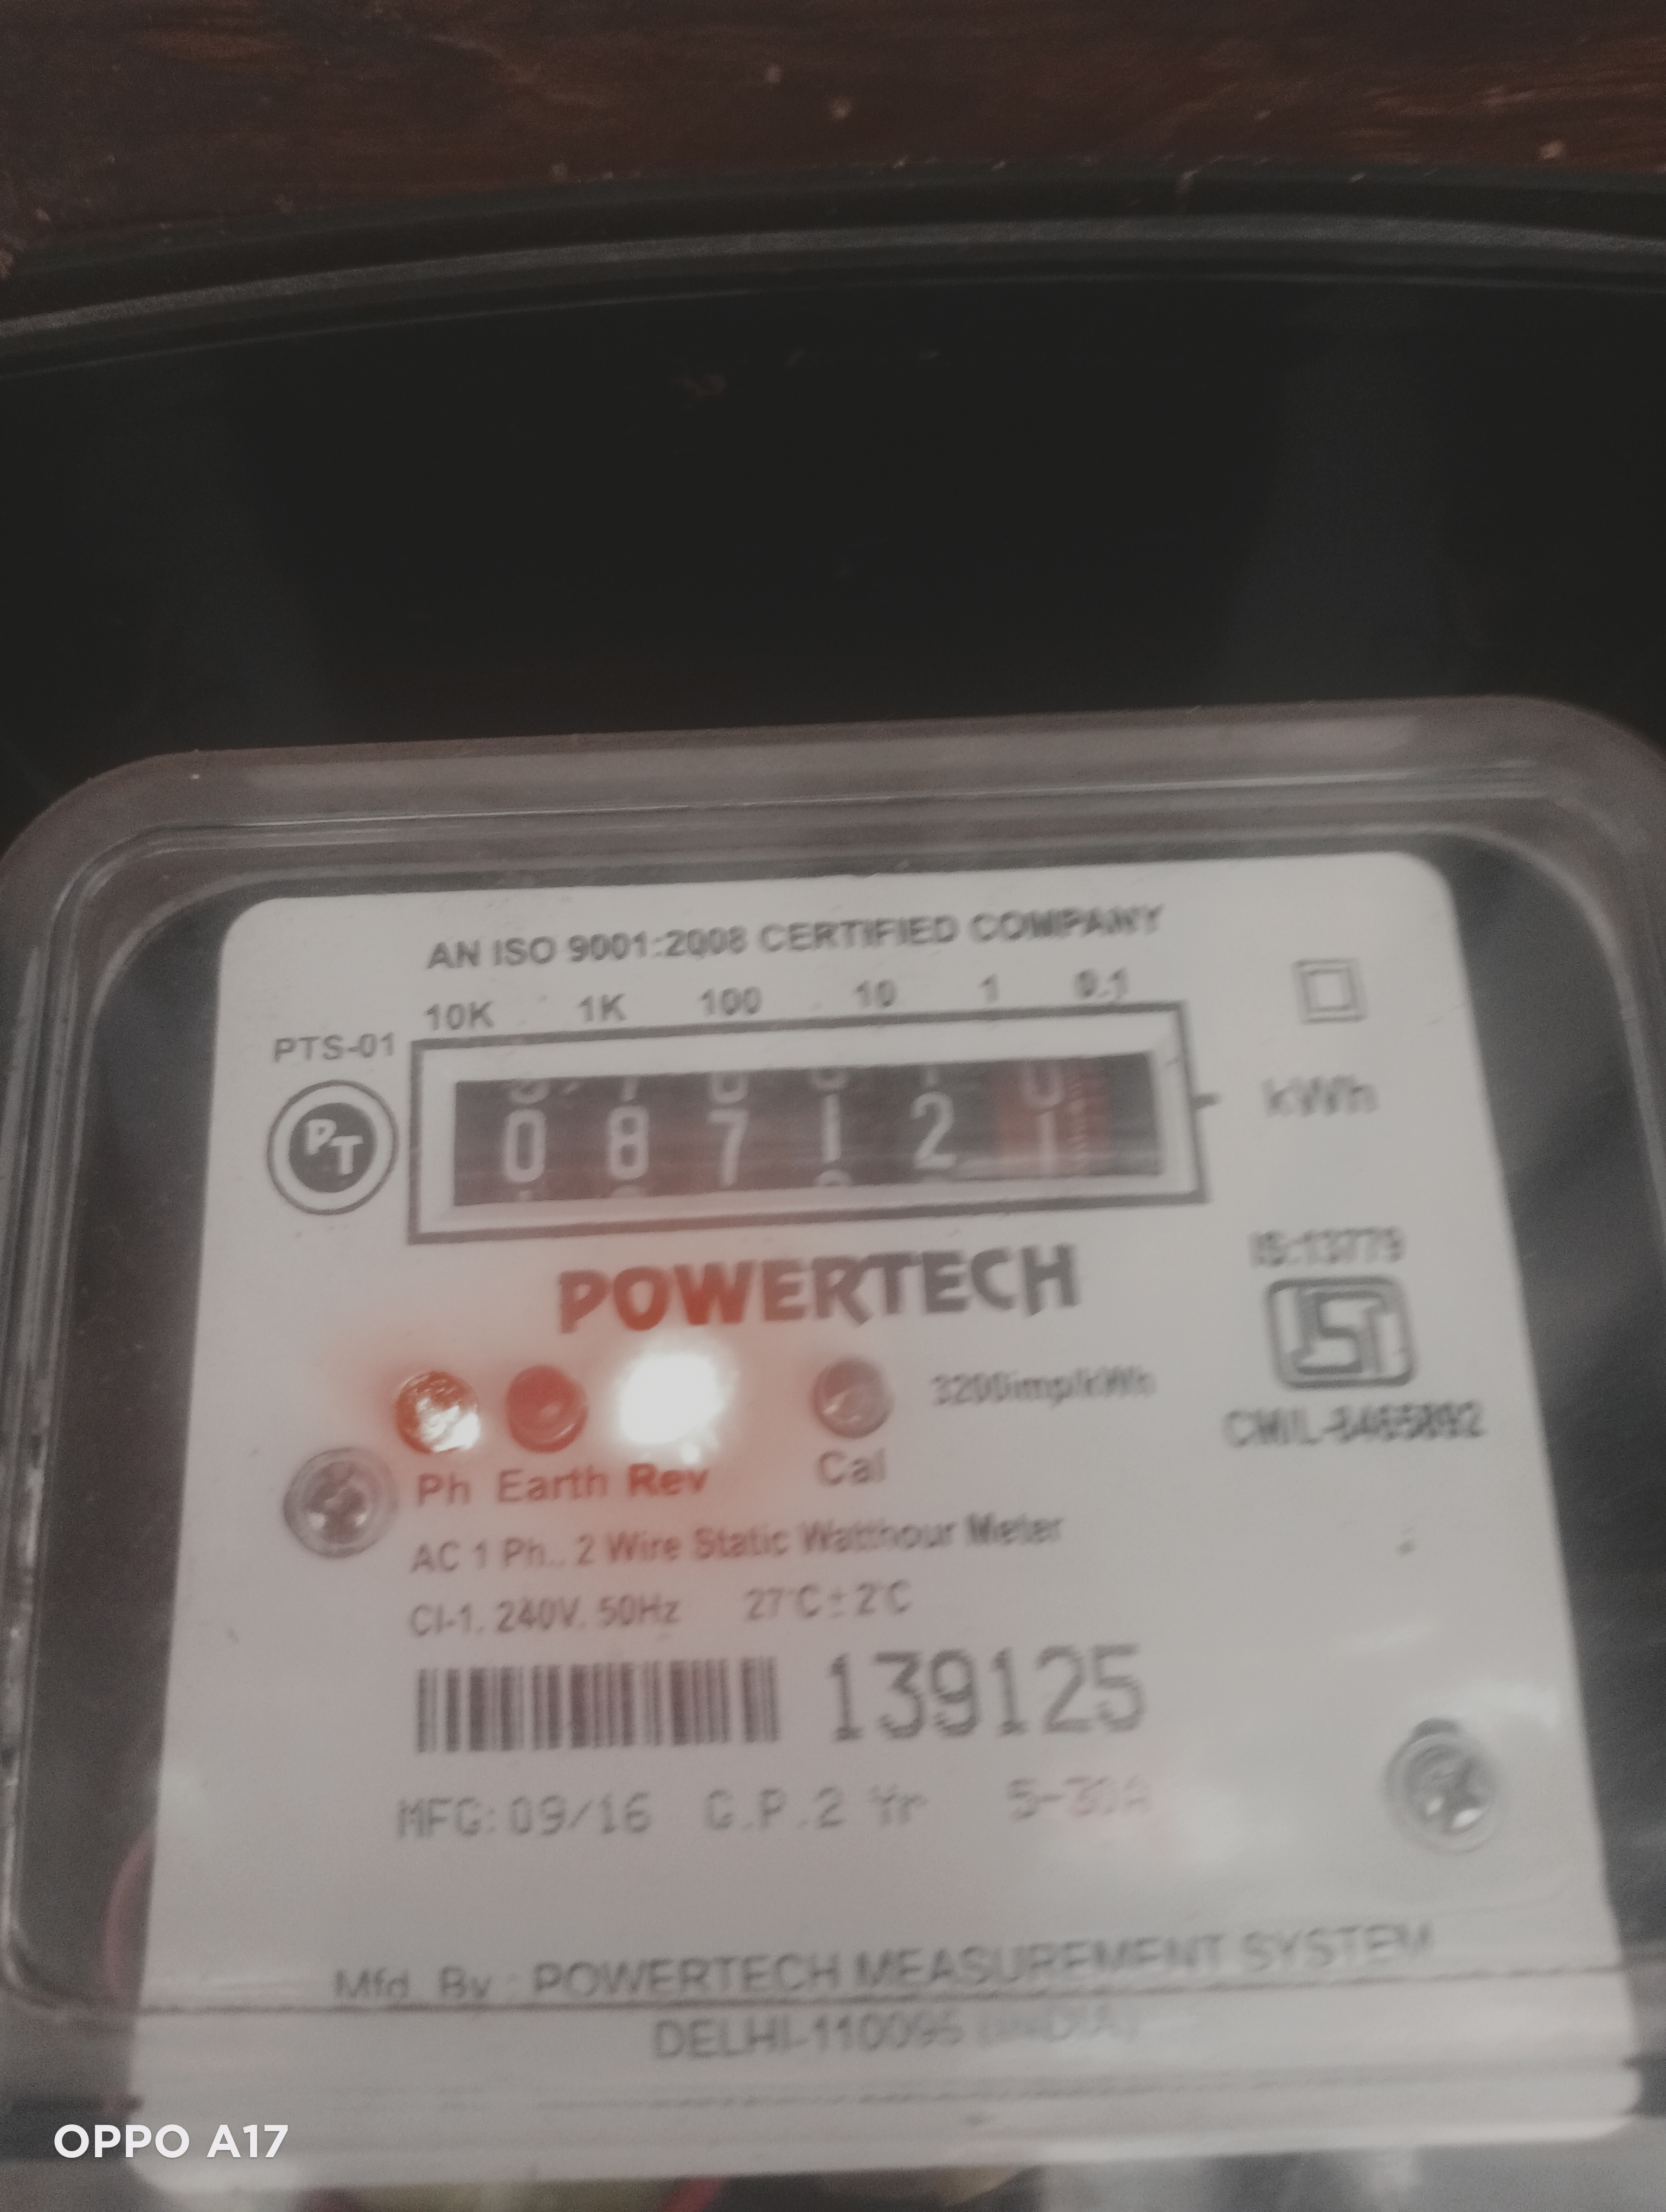 AN ISO 9001:2008 CERTIFIED COMPANY
10K 1K 100 10 1 0.1
PTS-01
PT
0 8 7 1 2 1
kWh
POWERTECH
IS:13779
ISI
3200imp/kWh
Ph Earth Rev Cal
AC 1 Ph., 2 Wire Static Watthour Meter
Cl-1, 240V, 50Hz 27°C±2°C
139125
MFG:09/16 G.P.2 Yr 5-30A
Mfd. By : POWERTECH MEASUREMENT SYSTEM
DELHI-110095 (INDIA)
OPPO A17